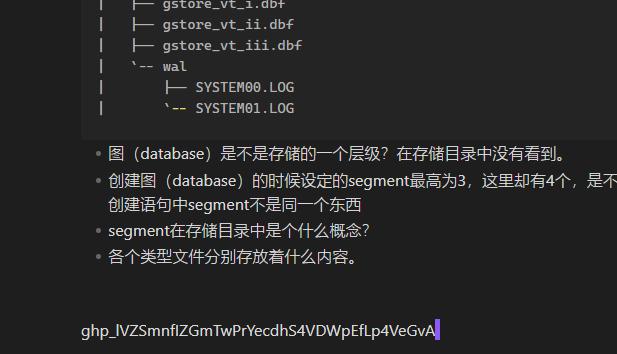 │   ├── gstore_vt_i.dbf
│   ├── gstore_vt_ii.dbf
│   ├── gstore_vt_iii.dbf
│   `-- wal
│       ├── SYSTEM00.LOG
│       `-- SYSTEM01.LOG
• 图（database）是不是存储的一个层级？在存储目录中没有看到。
• 创建图（database）的时候设定的segment最高为3，这里却有4个，是不
创建语句中segment不是同一个东西
• segment在存储目录中是个什么概念？
• 各个类型文件分别存放着什么内容。
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